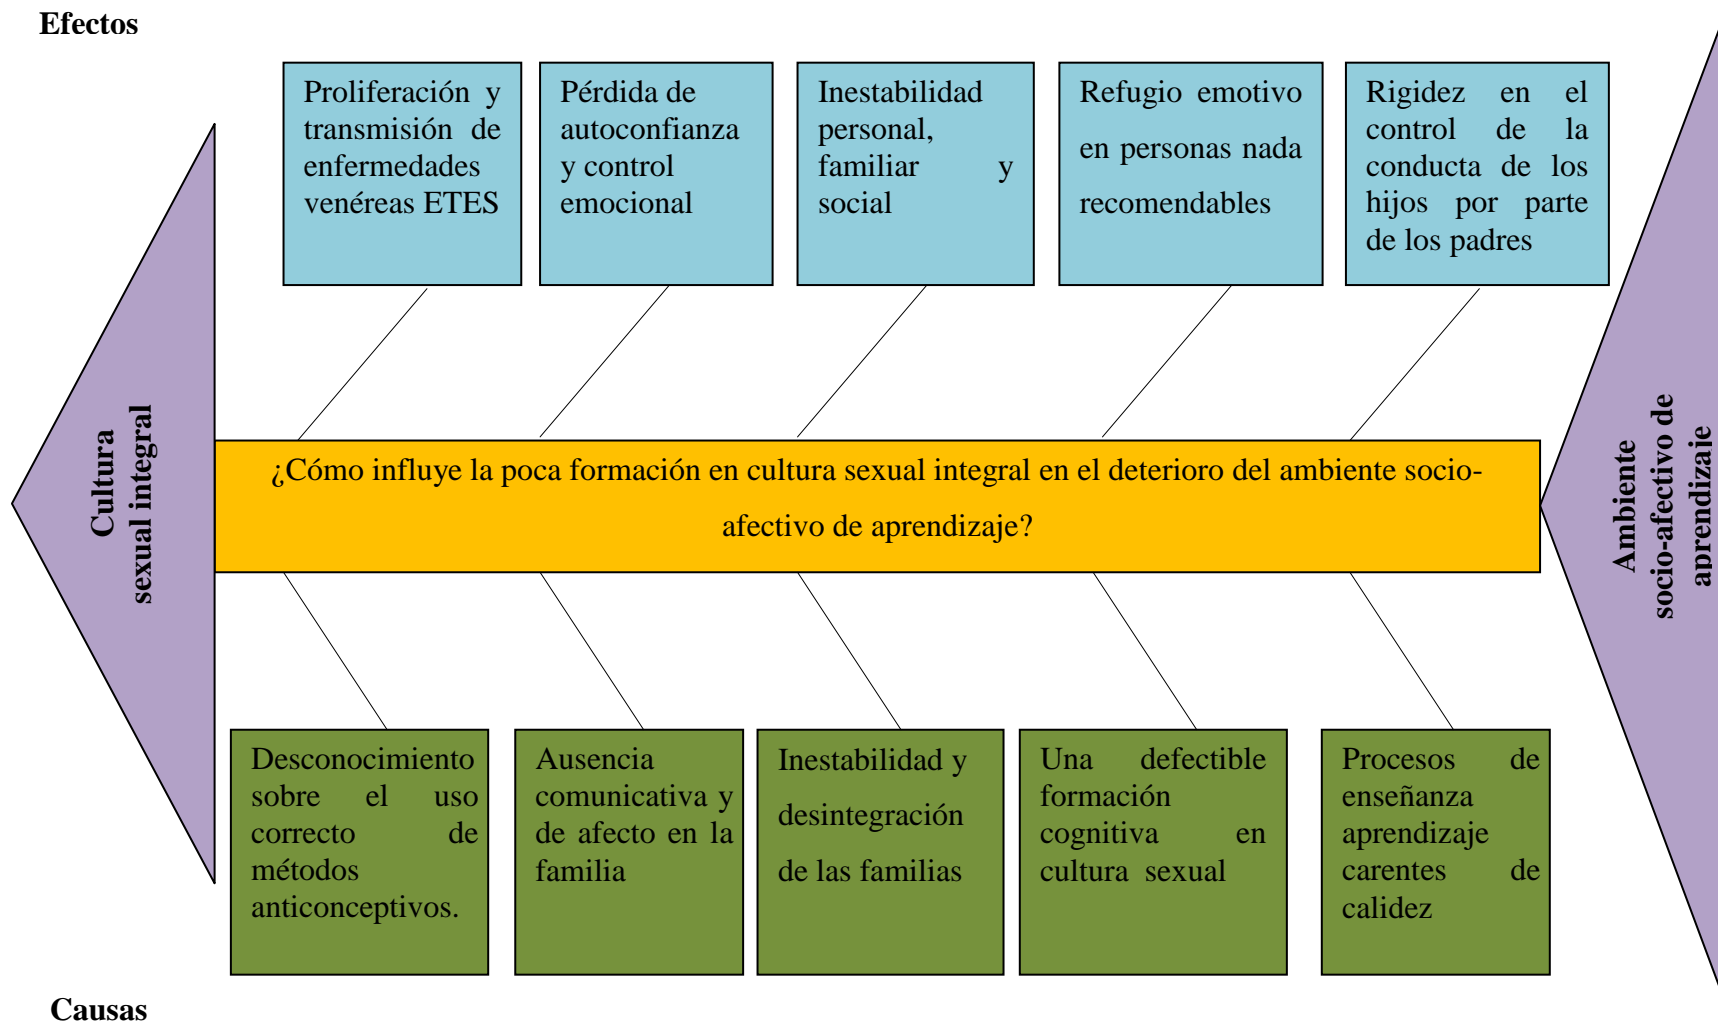 Efectos
Proliferación y
transmisión de
enfermedades
venéreas ETES
Pérdida de
autoconfianza
y control
emocional
Inestabilidad
personal,
familiar y
social
Refugio emotivo
en personas nada
recomendables
Rigidez en el
control de la
conducta de los
hijos por parte
de los padres
Cultura
sexual integral
¿Cómo influye la poca formación en cultura sexual integral en el deterioro del ambiente socio-
afectivo de aprendizaje?
Ambiente
socio-afectivo de
aprendizaje
Desconocimiento
sobre el uso
correcto de
métodos
anticonceptivos.
Ausencia
comunicativa y
de afecto en la
familia
Inestabilidad y
desintegración
de las familias
Una defectible
formación
cognitiva en
cultura sexual
Procesos de
enseñanza
aprendizaje
carentes de
calidez
Causas